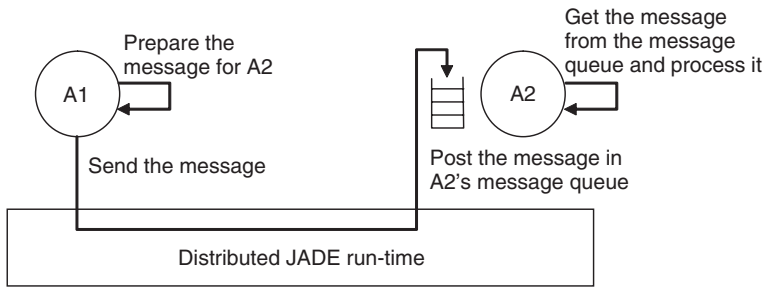 Prepare the
message for A2
A1
Send the message
Get the message
from the message
queue and process it
A2
Post the message in
A2's message queue
Distributed JADE run-time